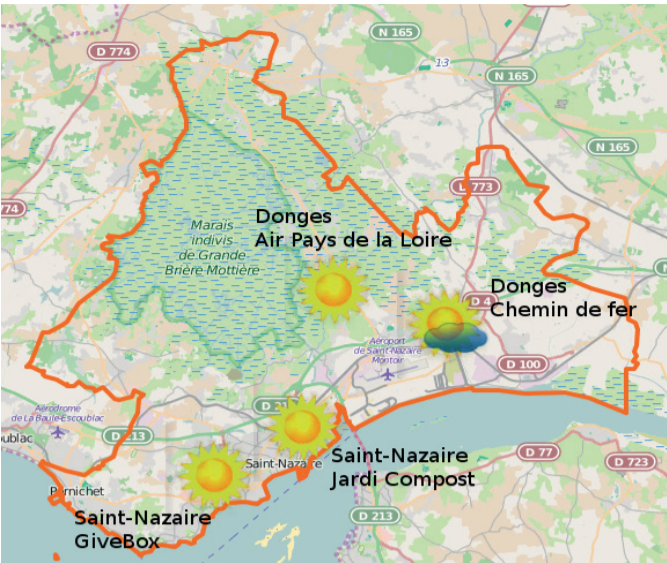 N 165
D 774
13
N 165
N 165
D 773
774
Marais
indivis
de Grande
Brière Mottière
Donges
Air Pays de la Loire
Donges
Chemin de fer
D 4
Aéroport
de Saint-Nazaire
Montoir
D 100
Aérodrome
de La Baule-Escoublac
D 213
Saint-Nazaire
Saint-Nazaire
Jardi Compost
D 77
D 723
Saint-Nazaire
GiveBox
D 213